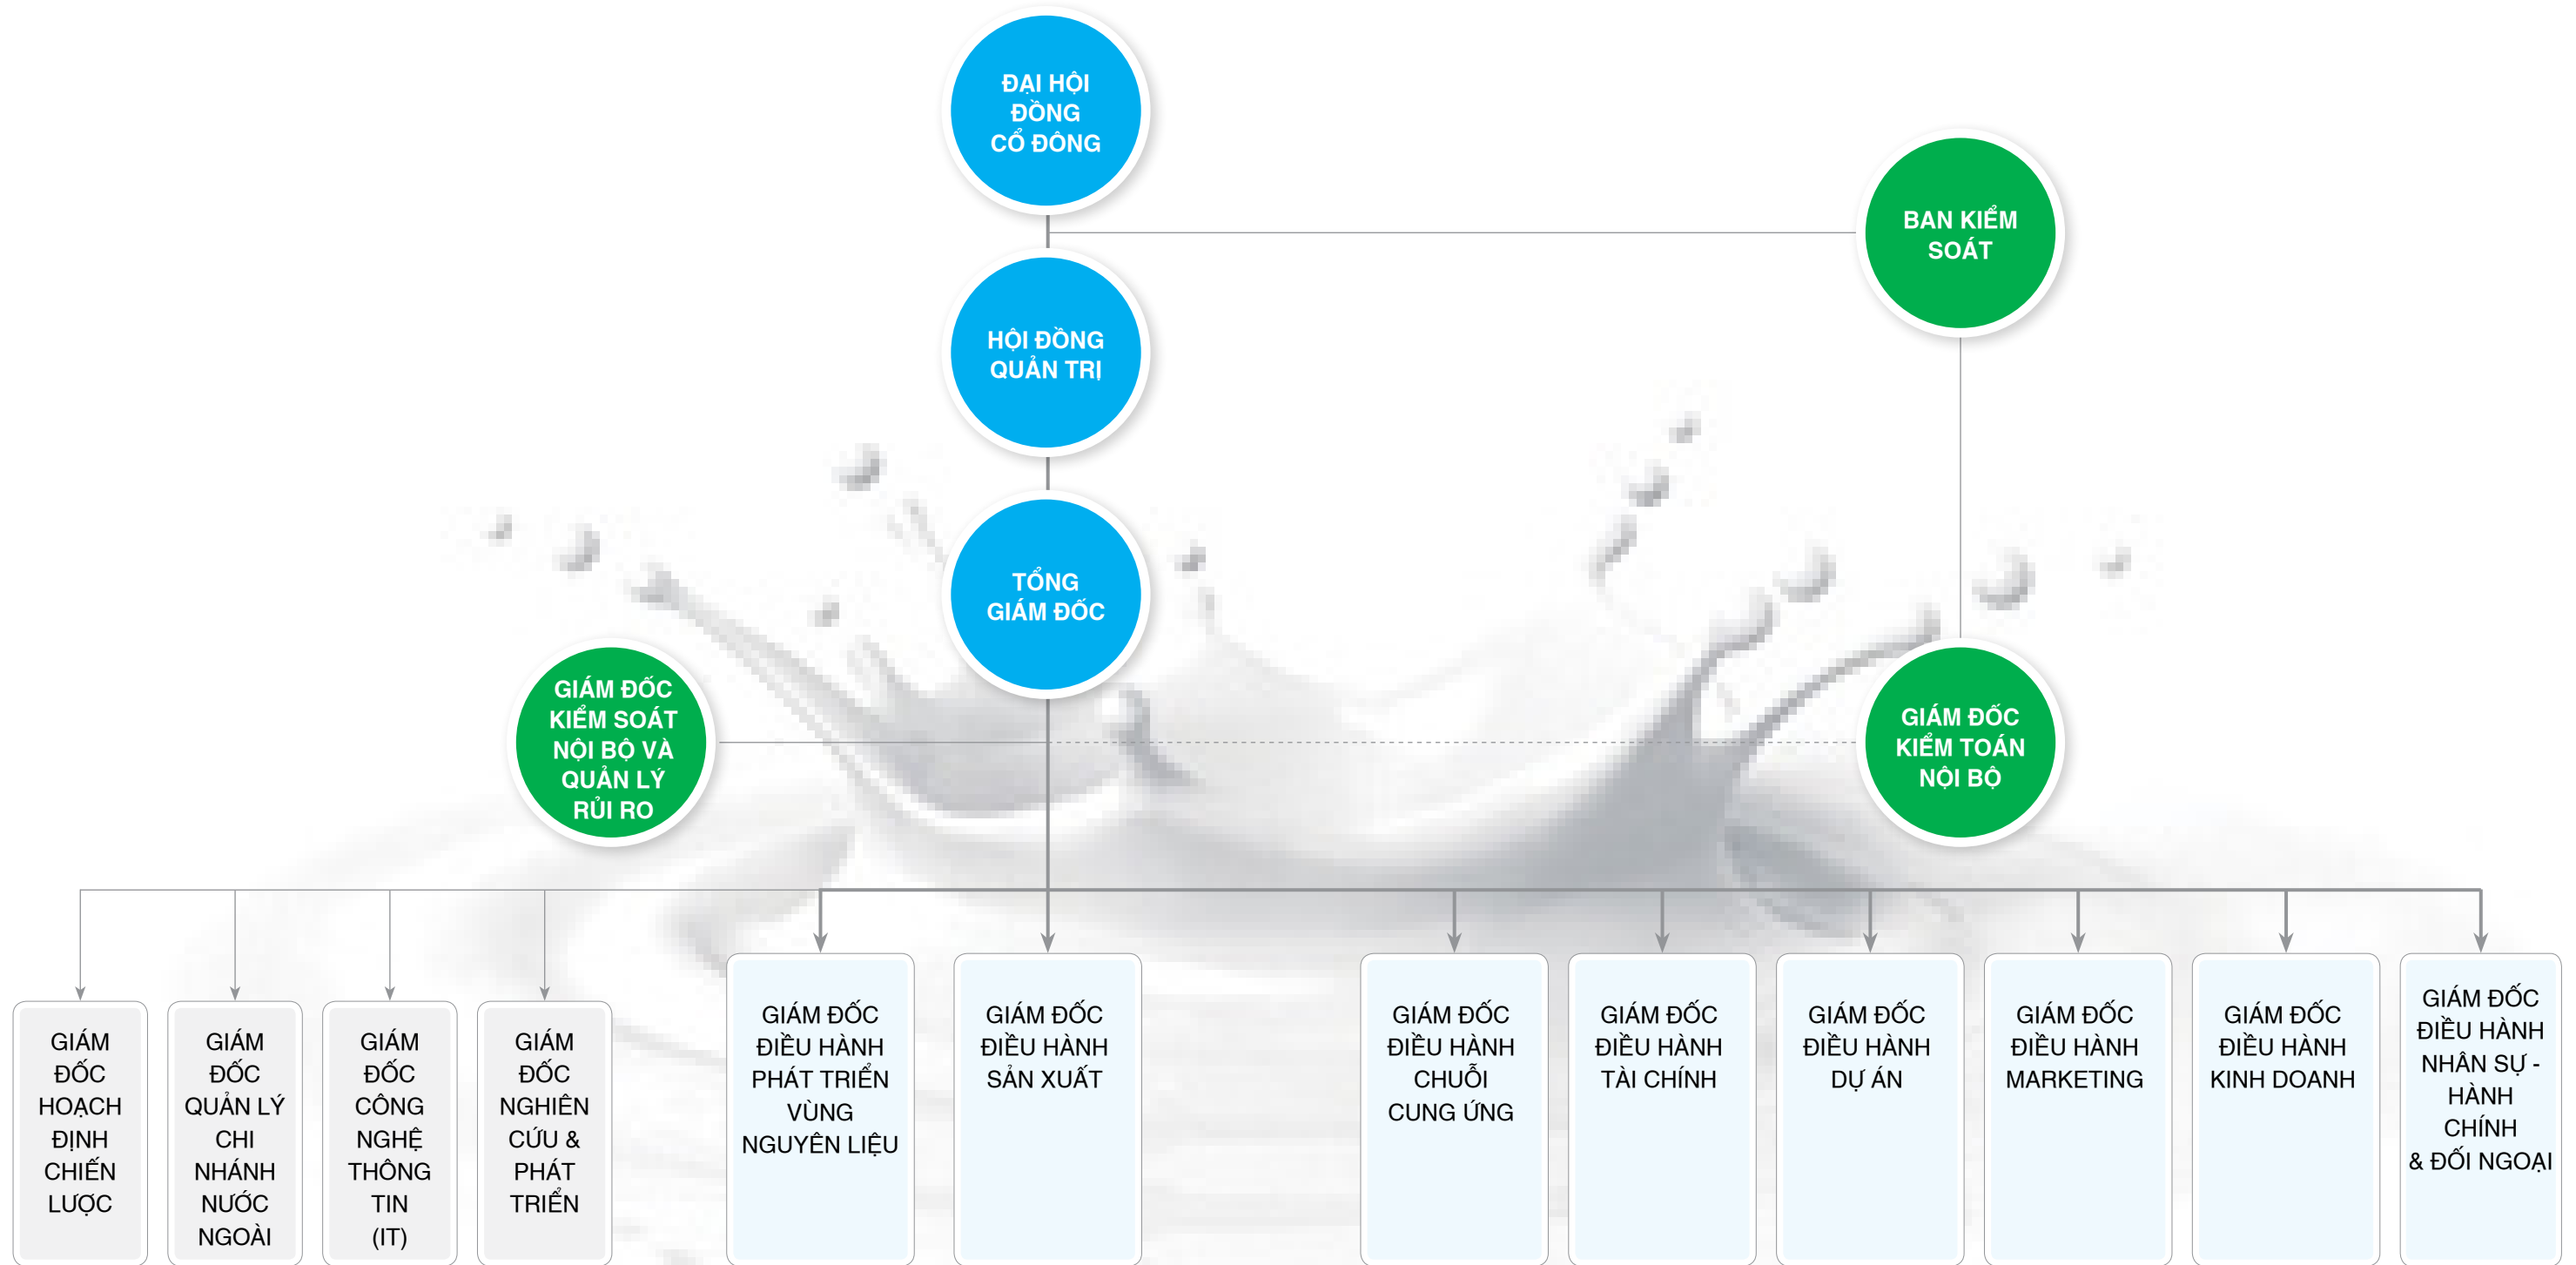 ĐẠI HỘI
ĐỒNG
CỔ ĐÔNG
BAN KIỂM
SOÁT
HỘI ĐỒNG
QUẢN TRỊ
TỔNG
GIÁM ĐỐC
GIÁM ĐỐC
KIỂM SOÁT
NỘI BỘ VÀ
QUẢN LÝ
RỦI RO
GIÁM ĐỐC
KIỂM TOÁN
NỘI BỘ
GIÁM
ĐỐC
HOẠCH
ĐỊNH
CHIẾN
LƯỢC
GIÁM
ĐỐC
QUẢN LÝ
CHI
NHÁNH
NƯỚC
NGOÀI
GIÁM
ĐỐC
CÔNG
NGHỆ
THÔNG
TIN
(IT)
GIÁM
ĐỐC
NGHIÊN
CỨU &
PHÁT
TRIỂN
GIÁM ĐỐC
ĐIỀU HÀNH
PHÁT TRIỂN
VÙNG
NGUYÊN LIỆU
GIÁM ĐỐC
ĐIỀU HÀNH
SẢN XUẤT
GIÁM ĐỐC
ĐIỀU HÀNH
CHUỖI
CUNG ỨNG
GIÁM ĐỐC
ĐIỀU HÀNH
TÀI CHÍNH
GIÁM ĐỐC
ĐIỀU HÀNH
DỰ ÁN
GIÁM ĐỐC
ĐIỀU HÀNH
MARKETING
GIÁM ĐỐC
ĐIỀU HÀNH
KINH DOANH
GIÁM ĐỐC
ĐIỀU HÀNH
NHÂN SỰ -
HÀNH
CHÍNH
& ĐỐI NGOẠI